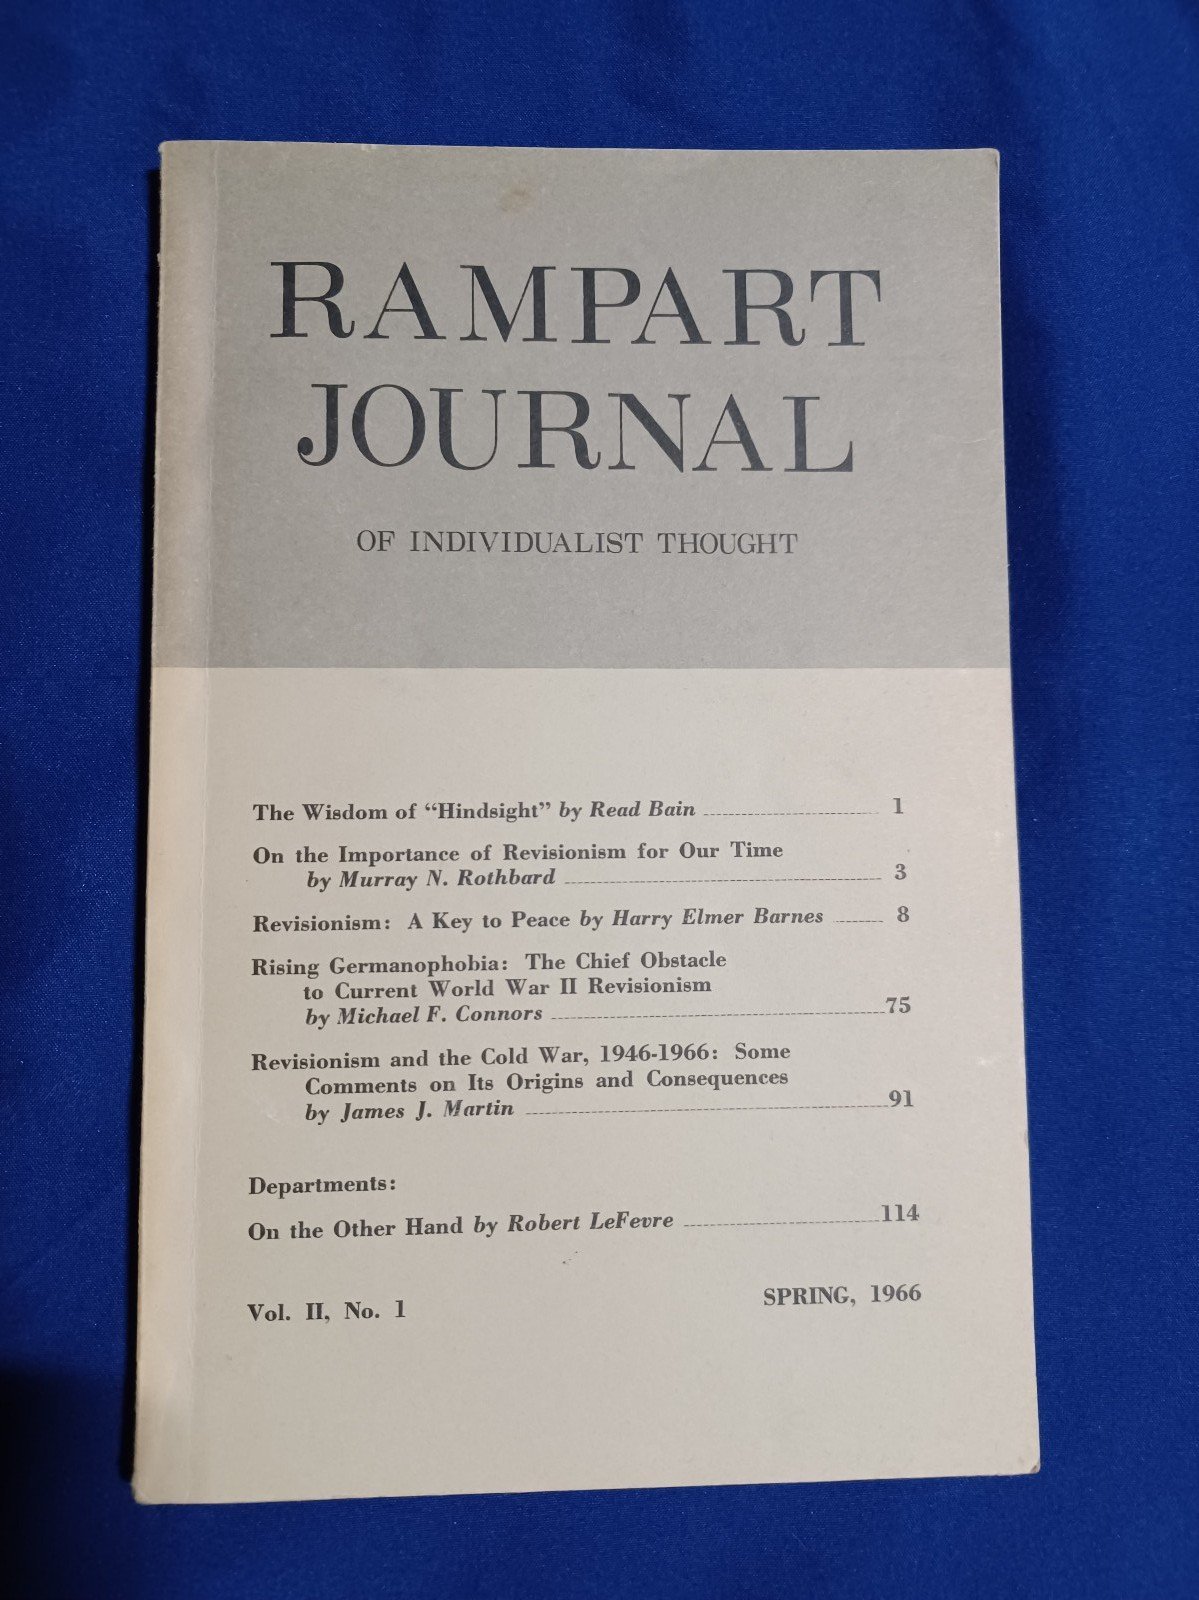 RAMPART
JOURNAL
OF INDIVIDUALIST THOUGHT
The Wisdom of “Hindsight” by Read Bain 1
On the Importance of Revisionism for Our Time
by Murray N. Rothbard 3
Revisionism: A Key to Peace by Harry Elmer Barnes 8
Rising Germanophobia: The Chief Obstacle
to Current World War II Revisionism
by Michael F. Connors 75
Revisionism and the Cold War, 1946-1966: Some
Comments on Its Origins and Consequences
by James J. Martin 91
Departments:
On the Other Hand by Robert LeFevre 114
Vol. II, No. 1 SPRING, 1966